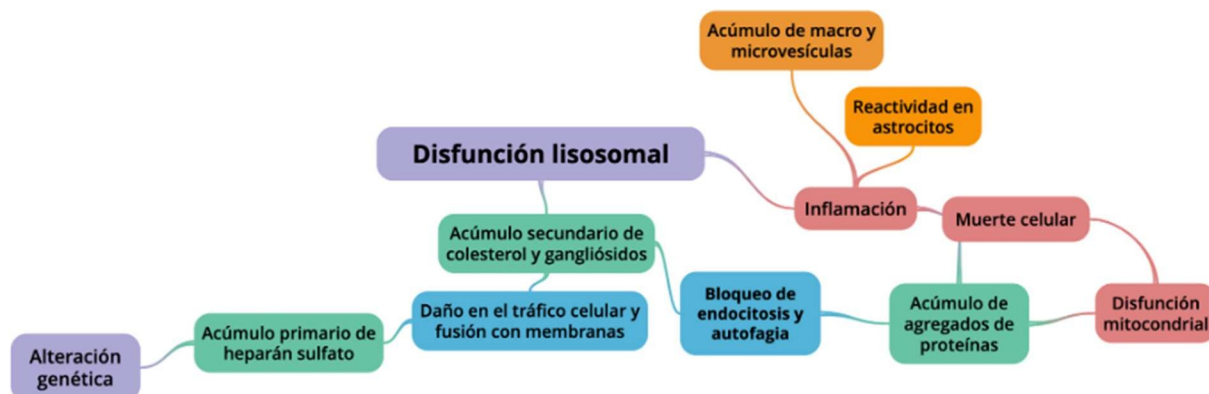 Acúmulo de macro y
microvesículas
Reactividad en
astrocitos
Disfunción lisosomal
Inflamación
Muerte celular
Acúmulo secundario de
colesterol y gangliósidos
Bloqueo de
endocitosis y
autofagia
Acúmulo de
agregados de
proteínas
Disfunción
mitocondrial
Daño en el tráfico celular y
fusión con membranas
Acúmulo primario de
heparán sulfato
Alteración
genética